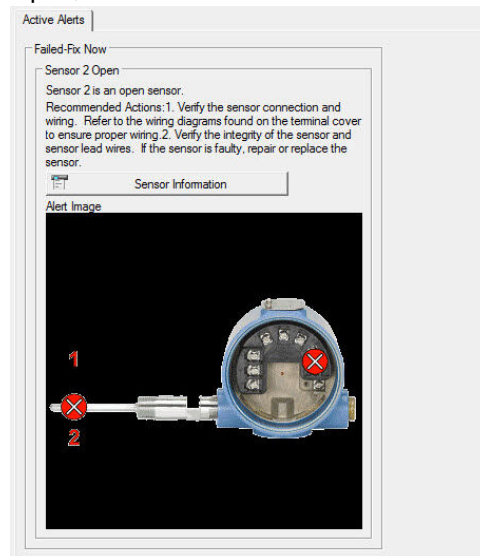 Active Alerts
Failed-Fix Now
Sensor 2 Open
Sensor 2 is an open sensor.
Recommended Actions:1. Verify the sensor connection and
wiring.  Refer to the wiring diagrams found on the terminal cover
to ensure proper wiring.2. Verify the integrity of the sensor and
sensor lead wires.  If the sensor is faulty, repair or replace the
sensor.
Sensor Information
Alert Image
1
2